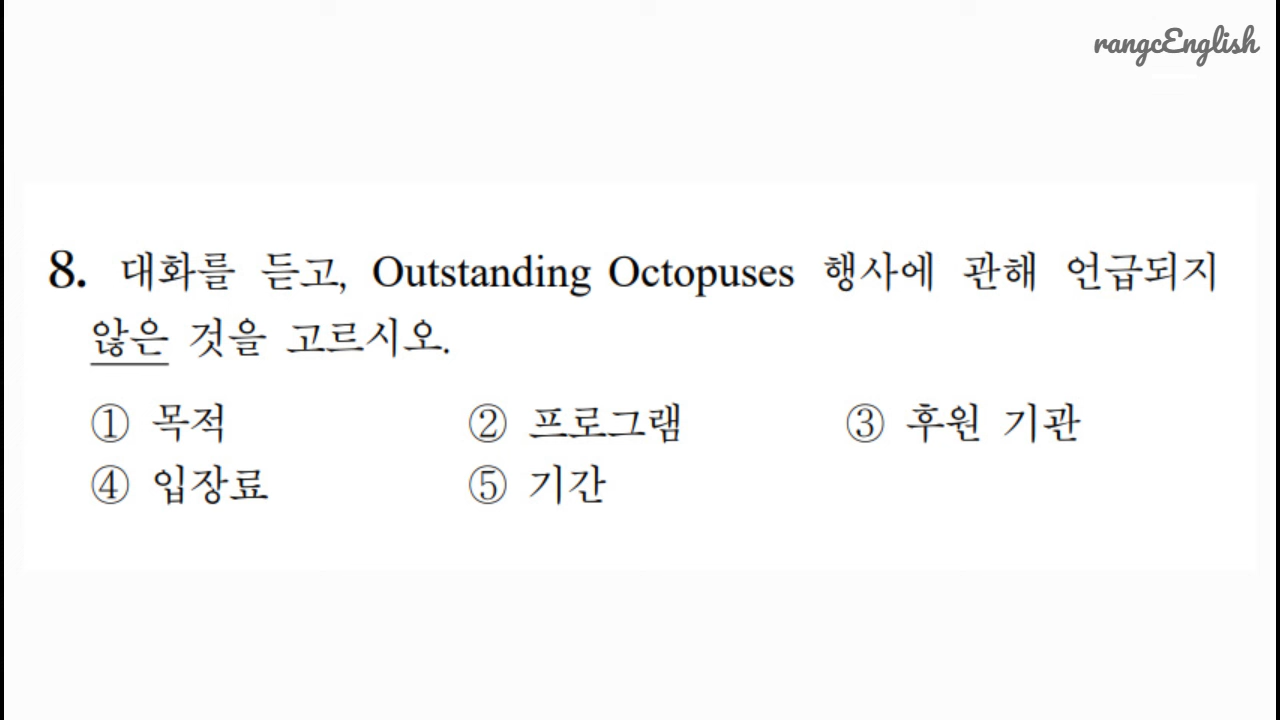 rangcEnglish
8. 대화를 듣고, Outstanding Octopuses 행사에 관해 언급되지
않은 것을 고르시오.
① 목적 ② 프로그램 ③ 후원 기관
④ 입장료 ⑤ 기간